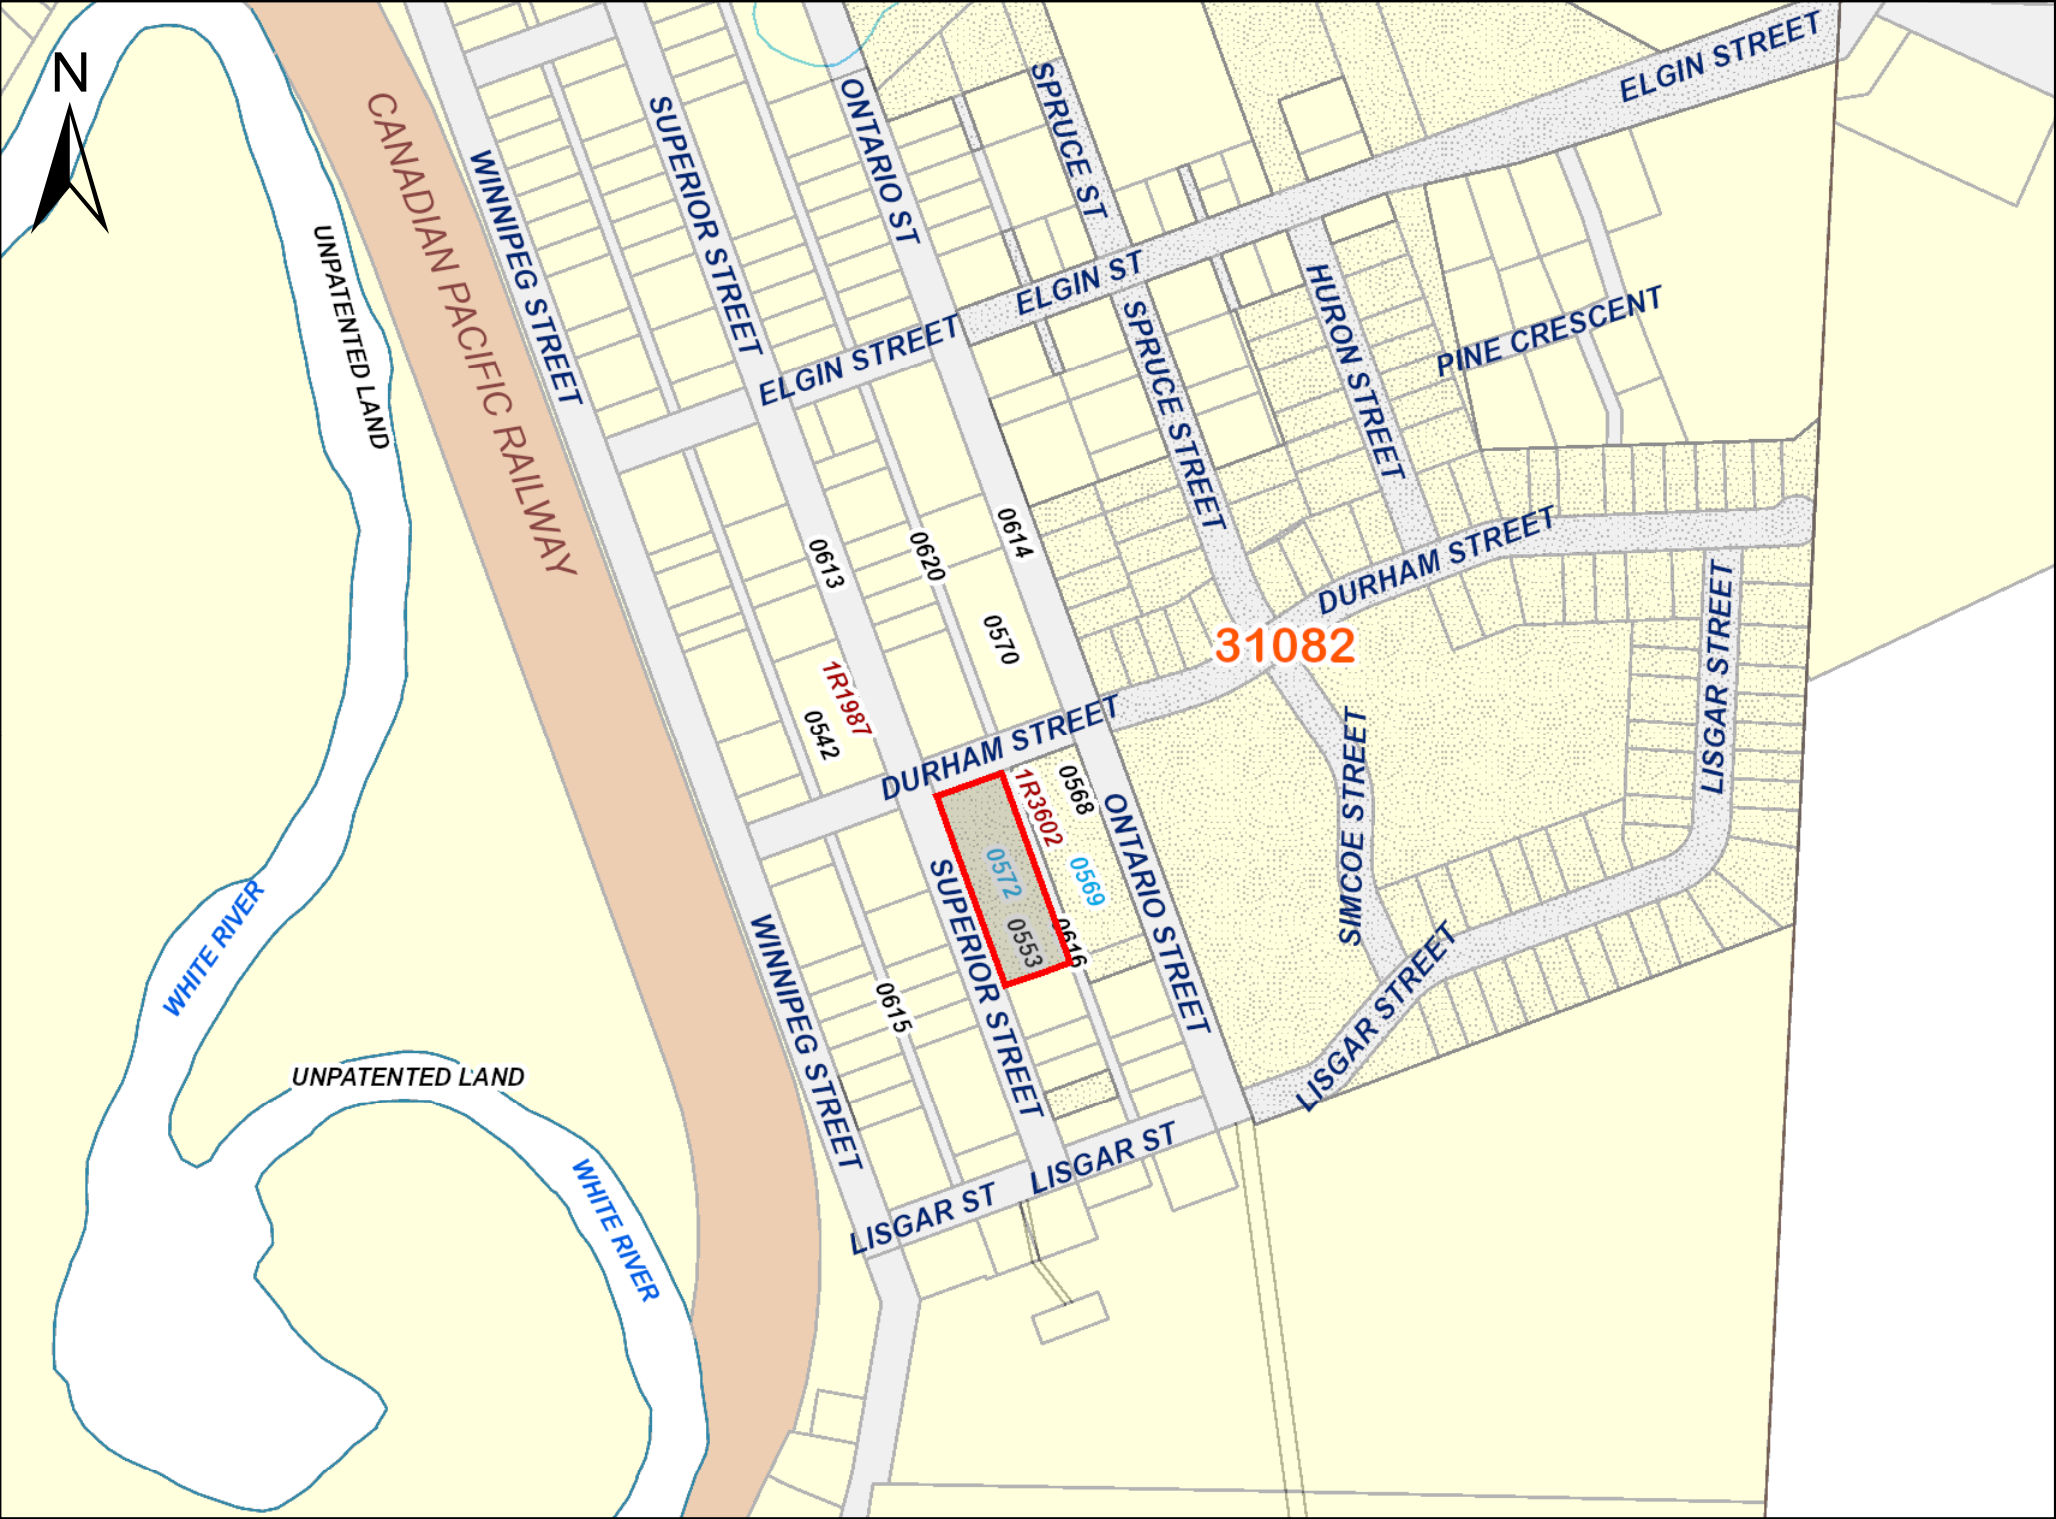 N
CANADIAN PACIFIC RAILWAY
WINNIPEG STREET
SUPERIOR STREET
ONTARIO ST
SPRUCE ST
ELGIN STREET
UNPATENTED LAND
ELGIN ST
ELGIN STREET
SPRUCE STREET
HURON STREET
PINE CRESCENT
0613
0620
0614
0570
DURHAM STREET
LISGAR STREET
31082
1R1987
0542
DURHAM STREET
SIMCOE STREET
1R3602
0568
0572
0569
0553
0616
ONTARIO STREET
SUPERIOR STREET
WINNIPEG STREET
0615
WHITE RIVER
LISGAR STREET
UNPATENTED LAND
LISGAR ST
LISGAR ST
WHITE RIVER